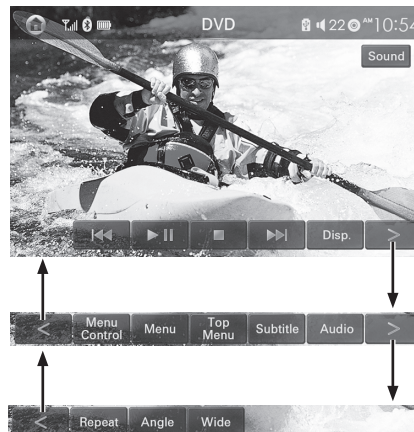 DVD 22 AM 10:54
Sound
Disp. >
< Menu Control Menu Top Menu Subtitle Audio >
< Repeat Angle Wide